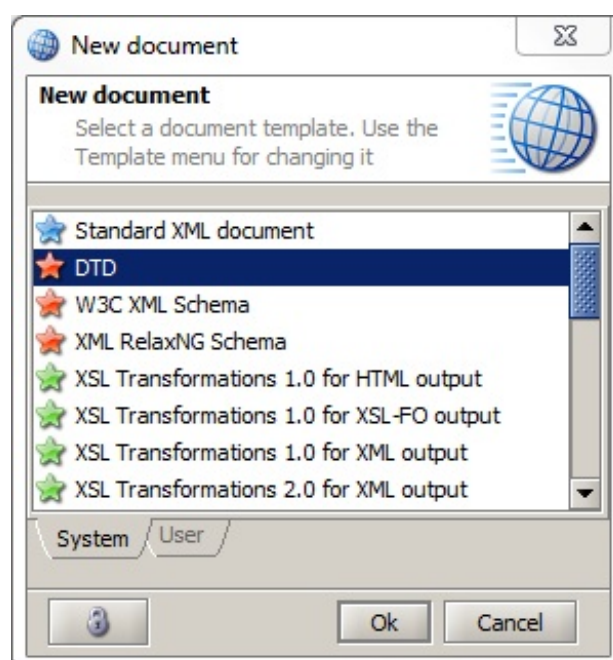 New document
New document
Select a document template. Use the
Template menu for changing it
Standard XML document
DTD
W3C XML Schema
XML RelaxNG Schema
XSL Transformations 1.0 for HTML output
XSL Transformations 1.0 for XSL-FO output
XSL Transformations 1.0 for XML output
XSL Transformations 2.0 for XML output
System User
Ok Cancel